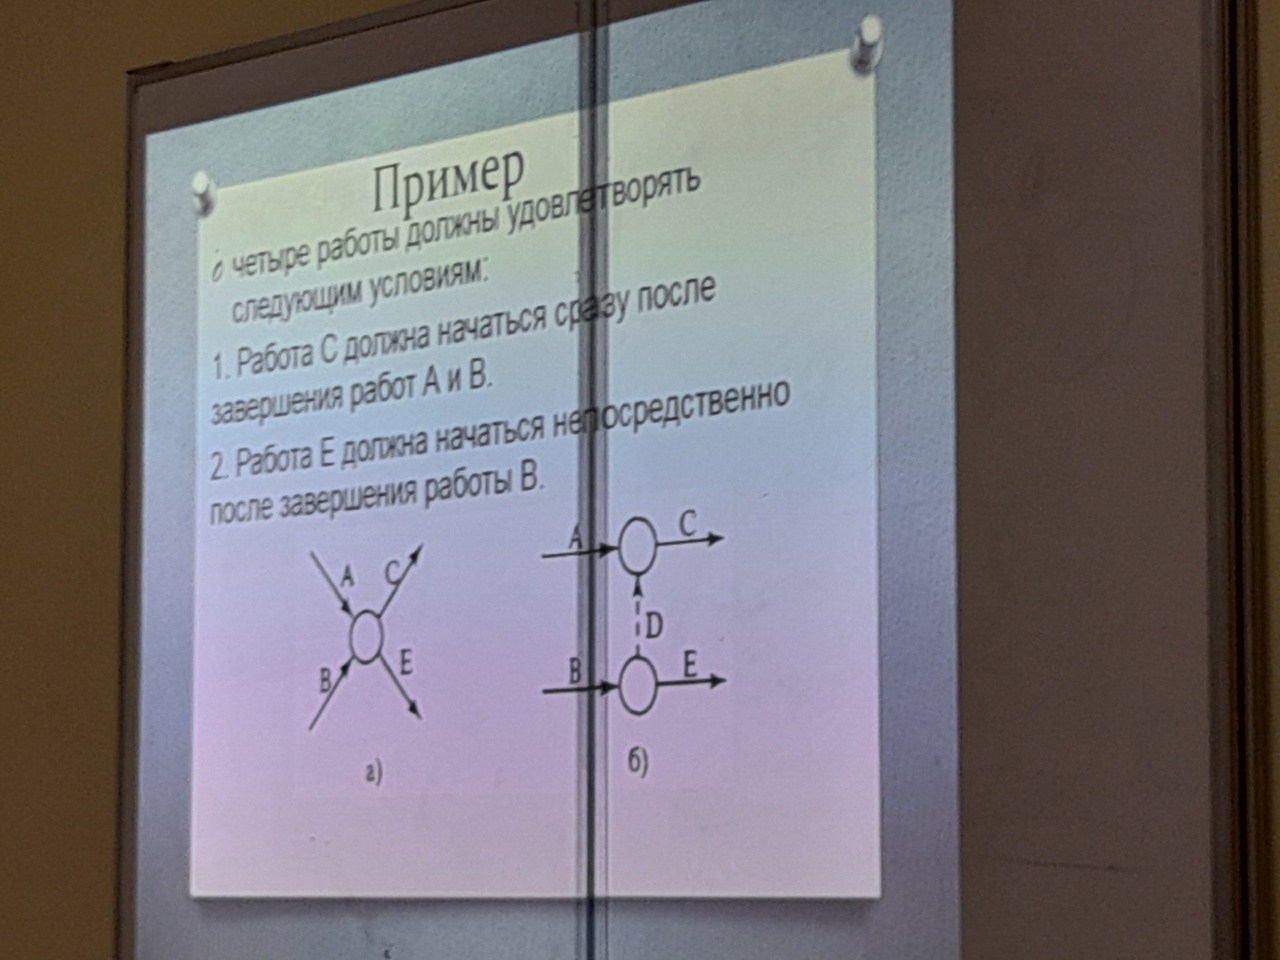 Пример
четыре работы должны удовлетворять
следующим условиям:
1. Работа С должна начаться сразу после
завершения работ А и В.
2. Работа Е должна начаться непосредственно
после завершения работы В.
A C
B E
а)
A C
D
B E
б)